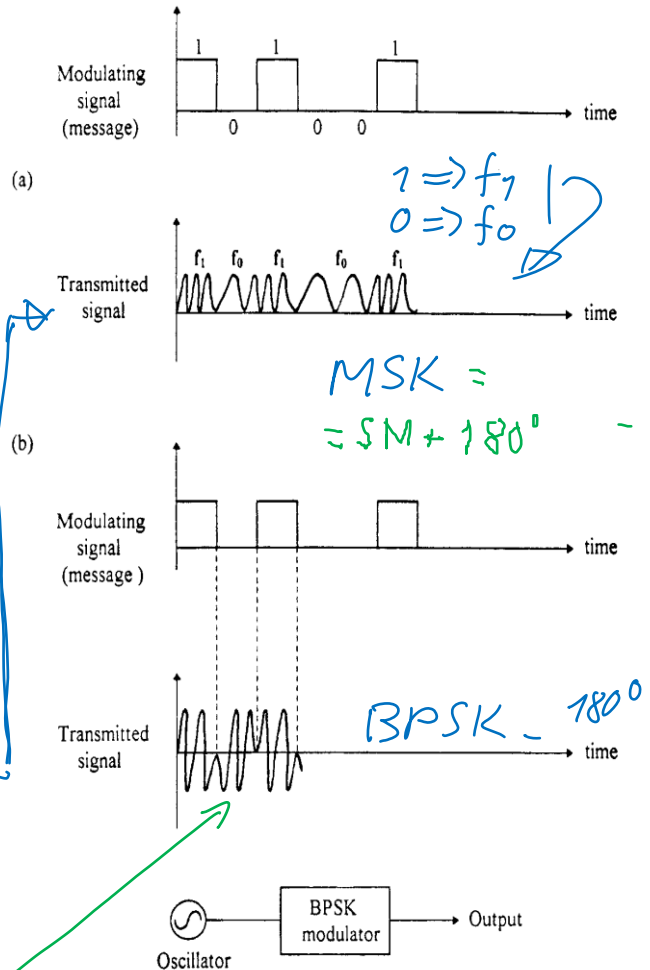 1 1 1
Modulating
signal
(message)
time
0 0 0
(a)
1 => f1
0 => f0
f1 f0 f1 f0 f1
Transmitted
signal
time
MSK =
= SM + 180°
(b)
Modulating
signal
(message )
time
BPSK - 180°
Transmitted
signal
time
BPSK
modulator
Output
Oscillator